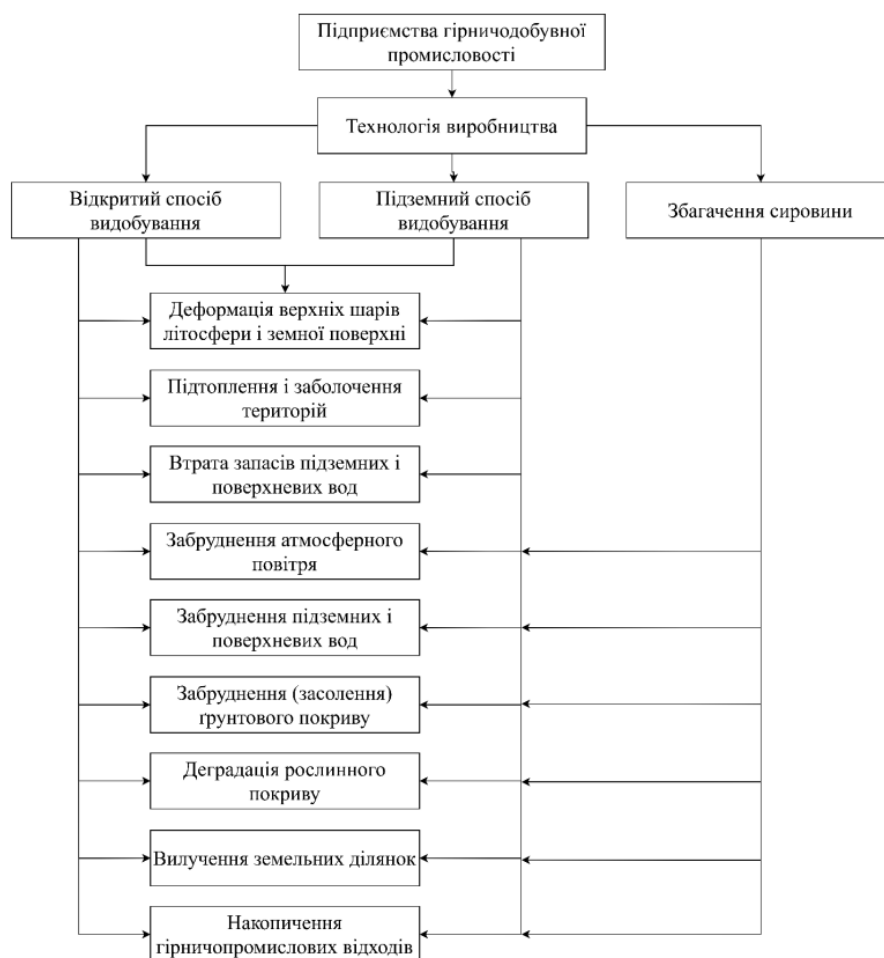 Підприємства гірничодобувної
промисловості
Технологія виробництва
Відкритий спосіб
видобування
Підземний спосіб
видобування
Збагачення сировини
Деформація верхніх шарів
літосфери і земної поверхні
Підтоплення і заболочення
територій
Втрата запасів підземних і
поверхневих вод
Забруднення атмосферного
повітря
Забруднення підземних і
поверхневих вод
Забруднення (засолення)
ґрунтового покриву
Деградація рослинного
покриву
Вилучення земельних ділянок
Накопичення
гірничопромислових відходів